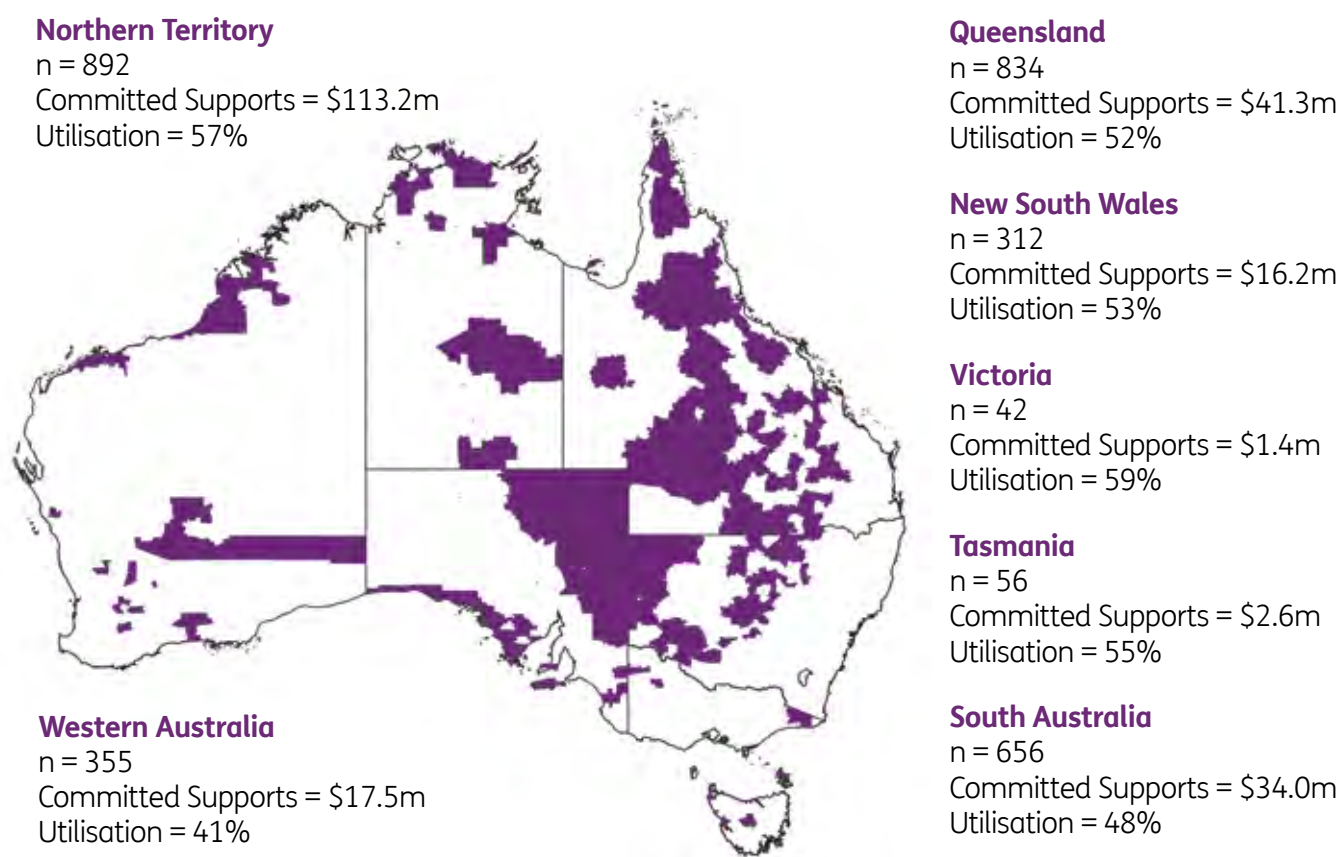 Northern Territory
n = 892
Committed Supports = $113.2m
Utilisation = 57%
Queensland
n = 834
Committed Supports = $41.3m
Utilisation = 52%
New South Wales
n = 312
Committed Supports = $16.2m
Utilisation = 53%
Victoria
n = 42
Committed Supports = $1.4m
Utilisation = 59%
Tasmania
n = 56
Committed Supports = $2.6m
Utilisation = 55%
South Australia
n = 656
Committed Supports = $34.0m
Utilisation = 48%
Western Australia
n = 355
Committed Supports = $17.5m
Utilisation = 41%